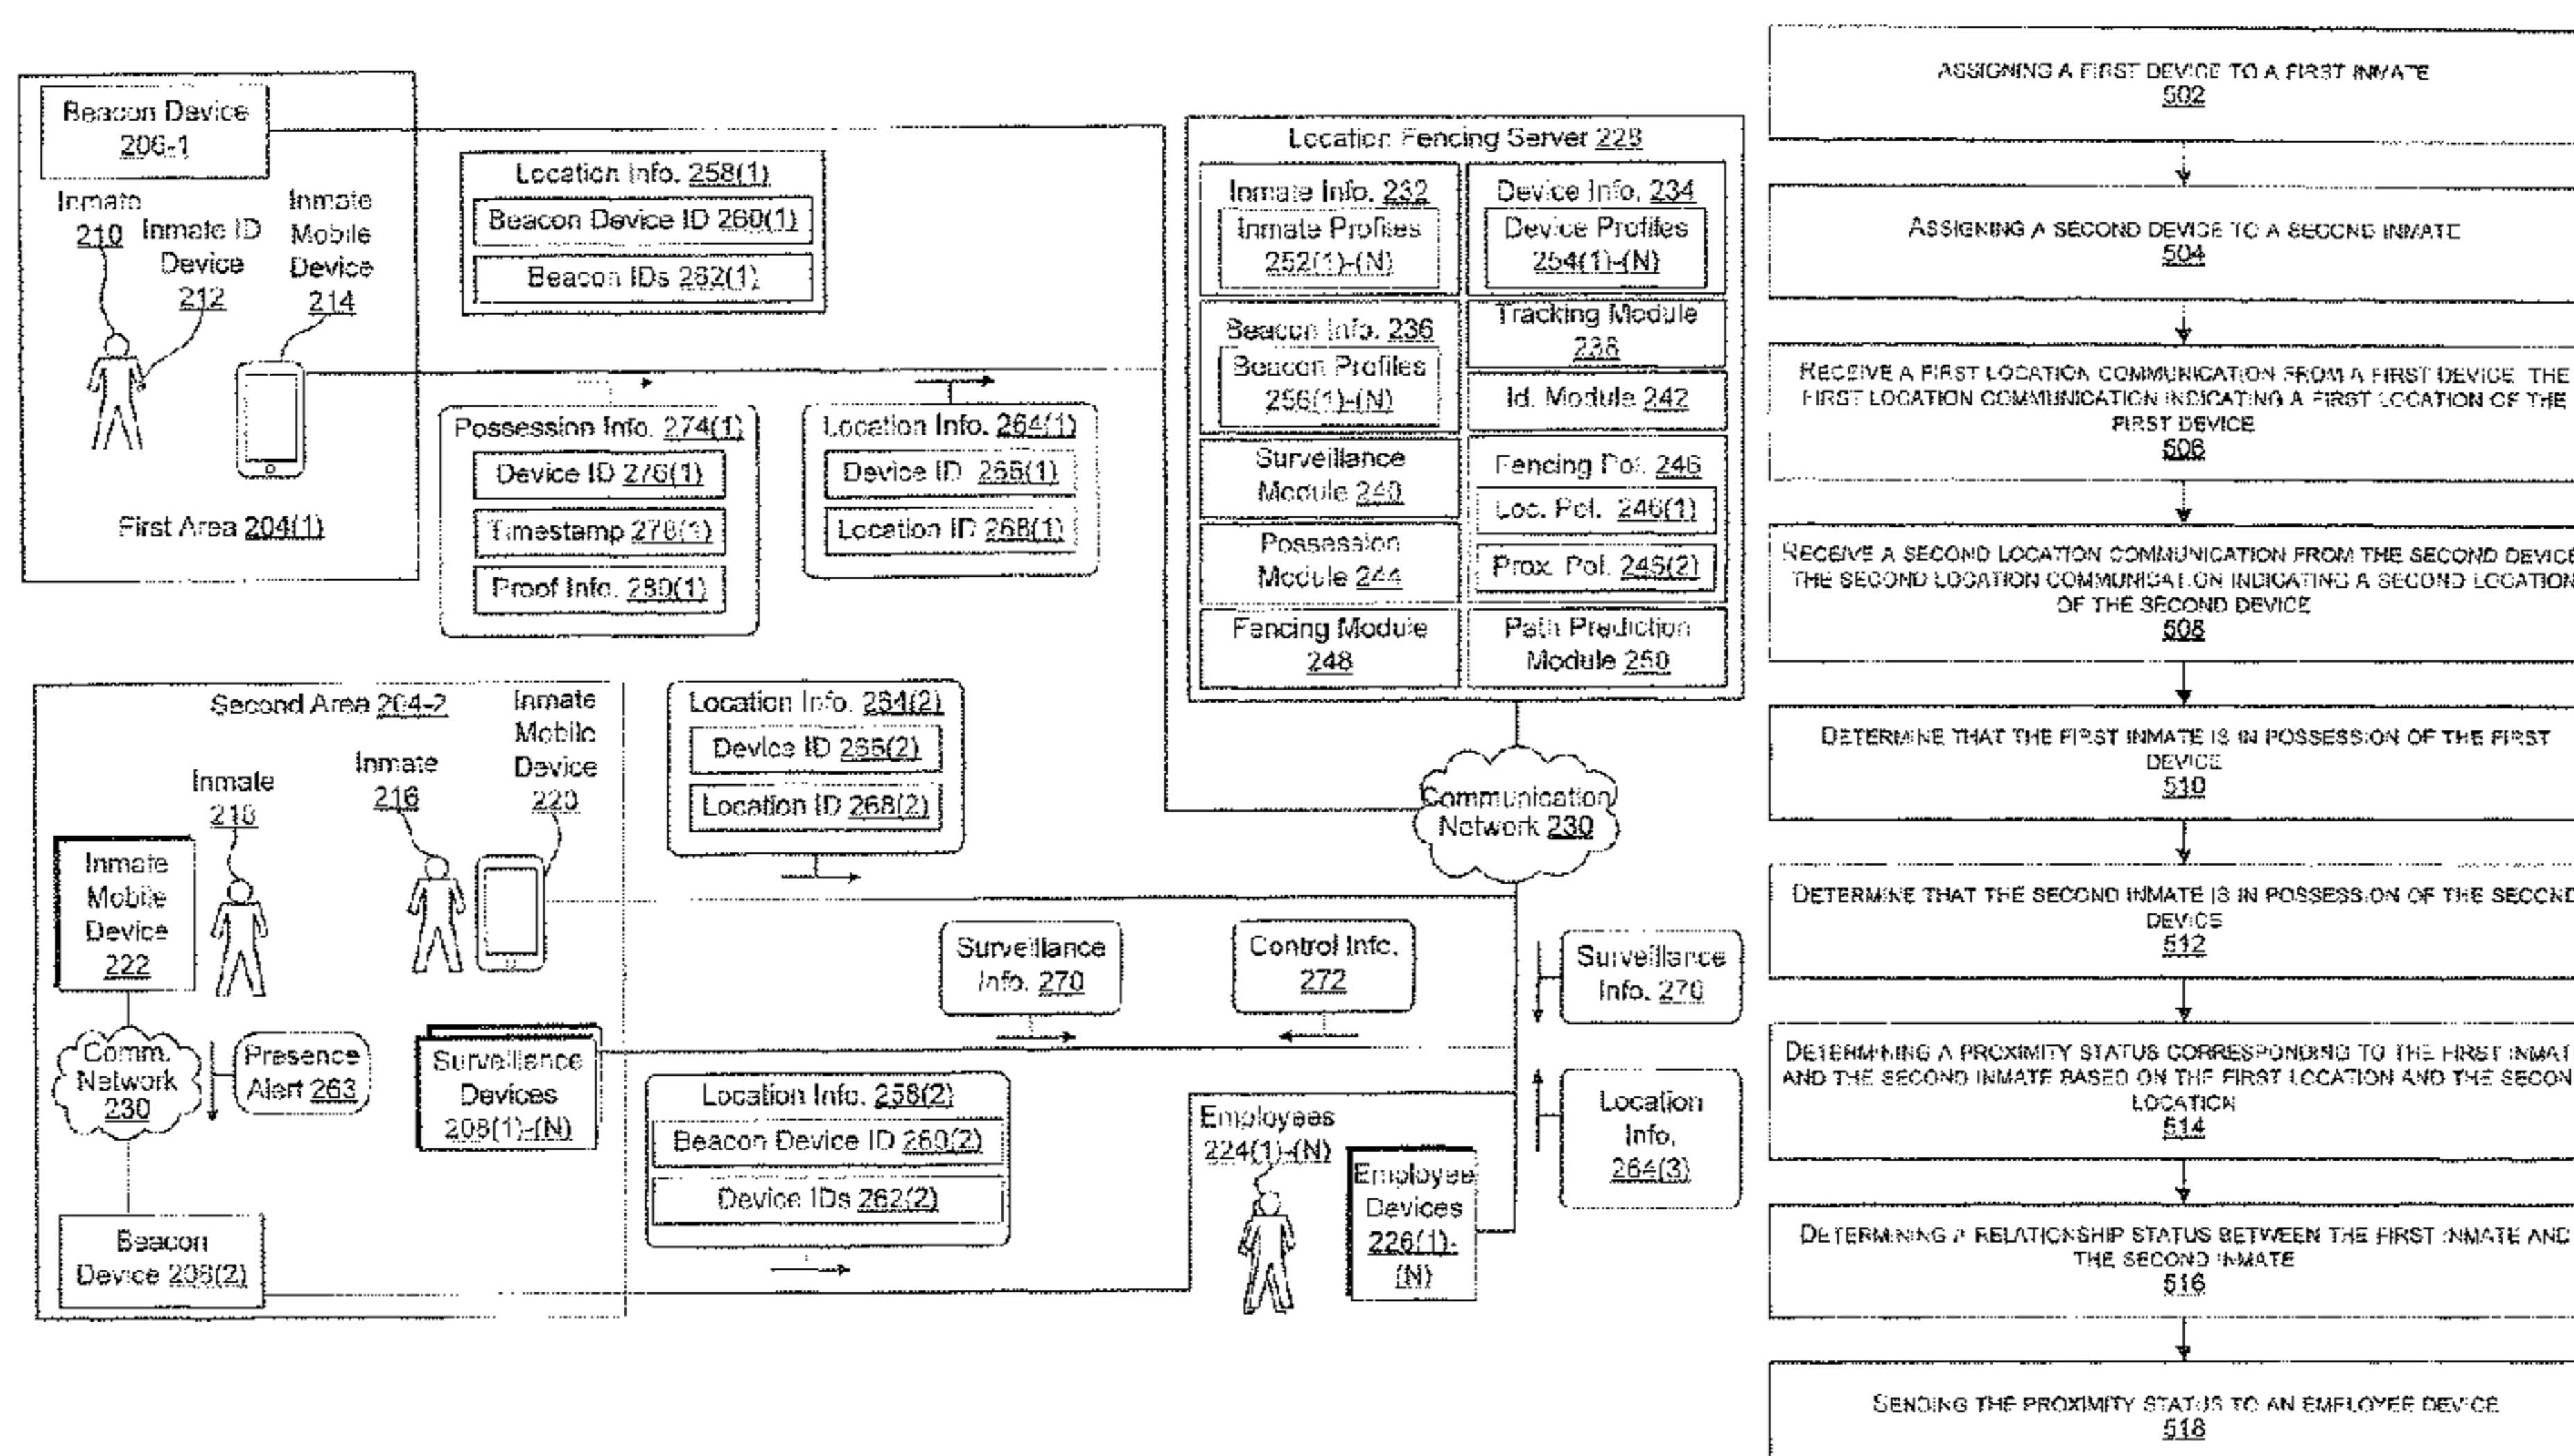 Beacon Device
206-1
Inmate
210
Inmate ID
Device
212
Inmate
Mobile
Device
214
First Area 204(1)
Location Info. 258(1)
Beacon Device ID 260(1)
Beacon IDs 262(1)
Possession Info. 274(1)
Device ID 276(1)
Timestamp 278(1)
Proof Info. 280(1)
Location Info. 264(1)
Device ID 266(1)
Location ID 268(1)
Location Fencing Server 228
Inmate Info. 232
Inmate Profiles
252(1)-(N)
Device Info. 234
Device Profiles
254(1)-(N)
Beacon Info. 236
Beacon Profiles
256(1)-(N)
Tracking Module
238
Id. Module 242
Surveillance
Module 240
Fencing Pol. 246
Loc. Pol. 246(1)
Prox. Pol. 246(2)
Possession
Module 244
Fencing Module
248
Path Prediction
Module 250
Communication
Network 230
Second Area 204-2
Inmate
Mobile
Device
220
Inmate
216
Inmate
218
Inmate
Mobile
Device
222
Comm.
Network
230
Presence
Alert 263
Beacon
Device 206(2)
Surveillance
Devices
208(1)-(N)
Location Info. 264(2)
Device ID 266(2)
Location ID 268(2)
Surveillance
Info. 270
Control Info.
272
Surveillance
Info. 270
Location Info. 258(2)
Beacon Device ID 260(2)
Device IDs 262(2)
Employees
224(1)-(N)
Employee
Devices
226(1)-
(N)
Location
Info.
264(3)
ASSIGNING A FIRST DEVICE TO A FIRST INMATE
502
ASSIGNING A SECOND DEVICE TO A SECOND INMATE
504
RECEIVE A FIRST LOCATION COMMUNICATION FROM A FIRST DEVICE, THE
FIRST LOCATION COMMUNICATION INDICATING A FIRST LOCATION OF THE
FIRST DEVICE
506
RECEIVE A SECOND LOCATION COMMUNICATION FROM THE SECOND DEVICE
THE SECOND LOCATION COMMUNICATION INDICATING A SECOND LOCATION
OF THE SECOND DEVICE
508
DETERMINE THAT THE FIRST INMATE IS IN POSSESSION OF THE FIRST
DEVICE
510
DETERMINE THAT THE SECOND INMATE IS IN POSSESSION OF THE SECOND
DEVICE
512
DETERMINING A PROXIMITY STATUS CORRESPONDING TO THE FIRST INMAT
AND THE SECOND INMATE BASED ON THE FIRST LOCATION AND THE SECON
LOCATION
514
DETERMINING A RELATIONSHIP STATUS BETWEEN THE FIRST INMATE AND
THE SECOND INMATE
516
SENDING THE PROXIMITY STATUS TO AN EMPLOYEE DEVICE
518